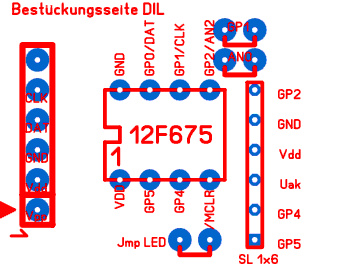 Bestückungsseite DIL
GP1
AN0
GND
GP0/DAT
GP1/CLK
GP2/AN2
CLK
DAT
GND
Vdd
Vpp
1
12F675
1
VDD
GP5
GP4
/MCLR
Jmp LED
GP2
GND
Vdd
Uak
GP4
GP5
SL 1x6